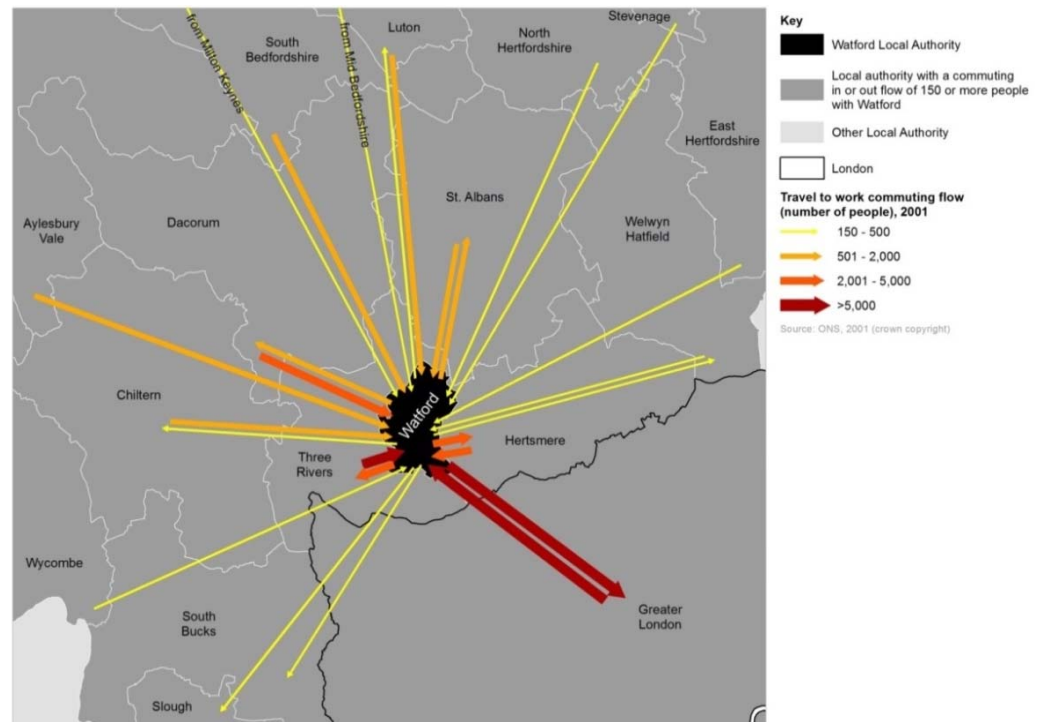 Stevenage
Luton
North
Hertfordshire
South
Bedfordshire
from Milton Keynes
from Mid Bedfordshire
East
Hertfordshire
St. Albans
Aylesbury
Vale
Dacorum
Welwyn
Hatfield
Chiltern
Watford
Hertsmere
Three
Rivers
Wycombe
South
Bucks
Greater
London
Slough
Key
Watford Local Authority
Local authority with a commuting
in or out flow of 150 or more people
with Watford
Other Local Authority
London
Travel to work commuting flow
(number of people), 2001
150 - 500
501 - 2,000
2,001 - 5,000
>5,000
Source: ONS, 2001 (crown copyright)